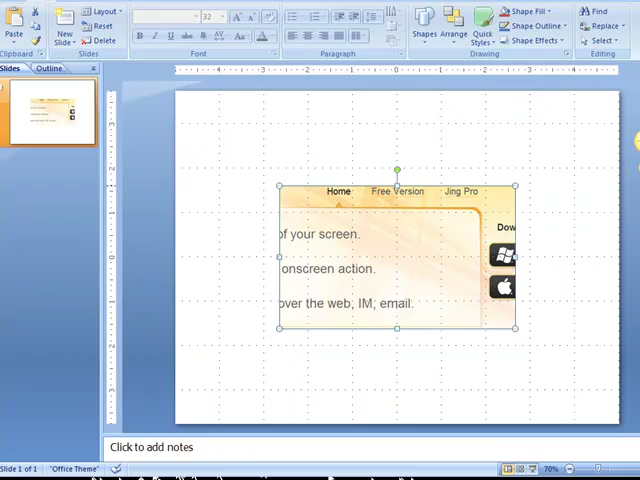 Paste
Clipboard
New
Slide
Layout
Reset
Delete
Slides
32
Font
Paragraph
Shapes
Arrange
Quick
Styles
Shape Fill
Shape Outline
Shape Effects
Drawing
Find
Replace
Select
Editing
Slides
Outline
Home
Free Version
Jing Pro
of your screen.
Dow
onscreen action.
over the web, IM, email.
Click to add notes
Slide 1 of 1
"Office Theme"
70%